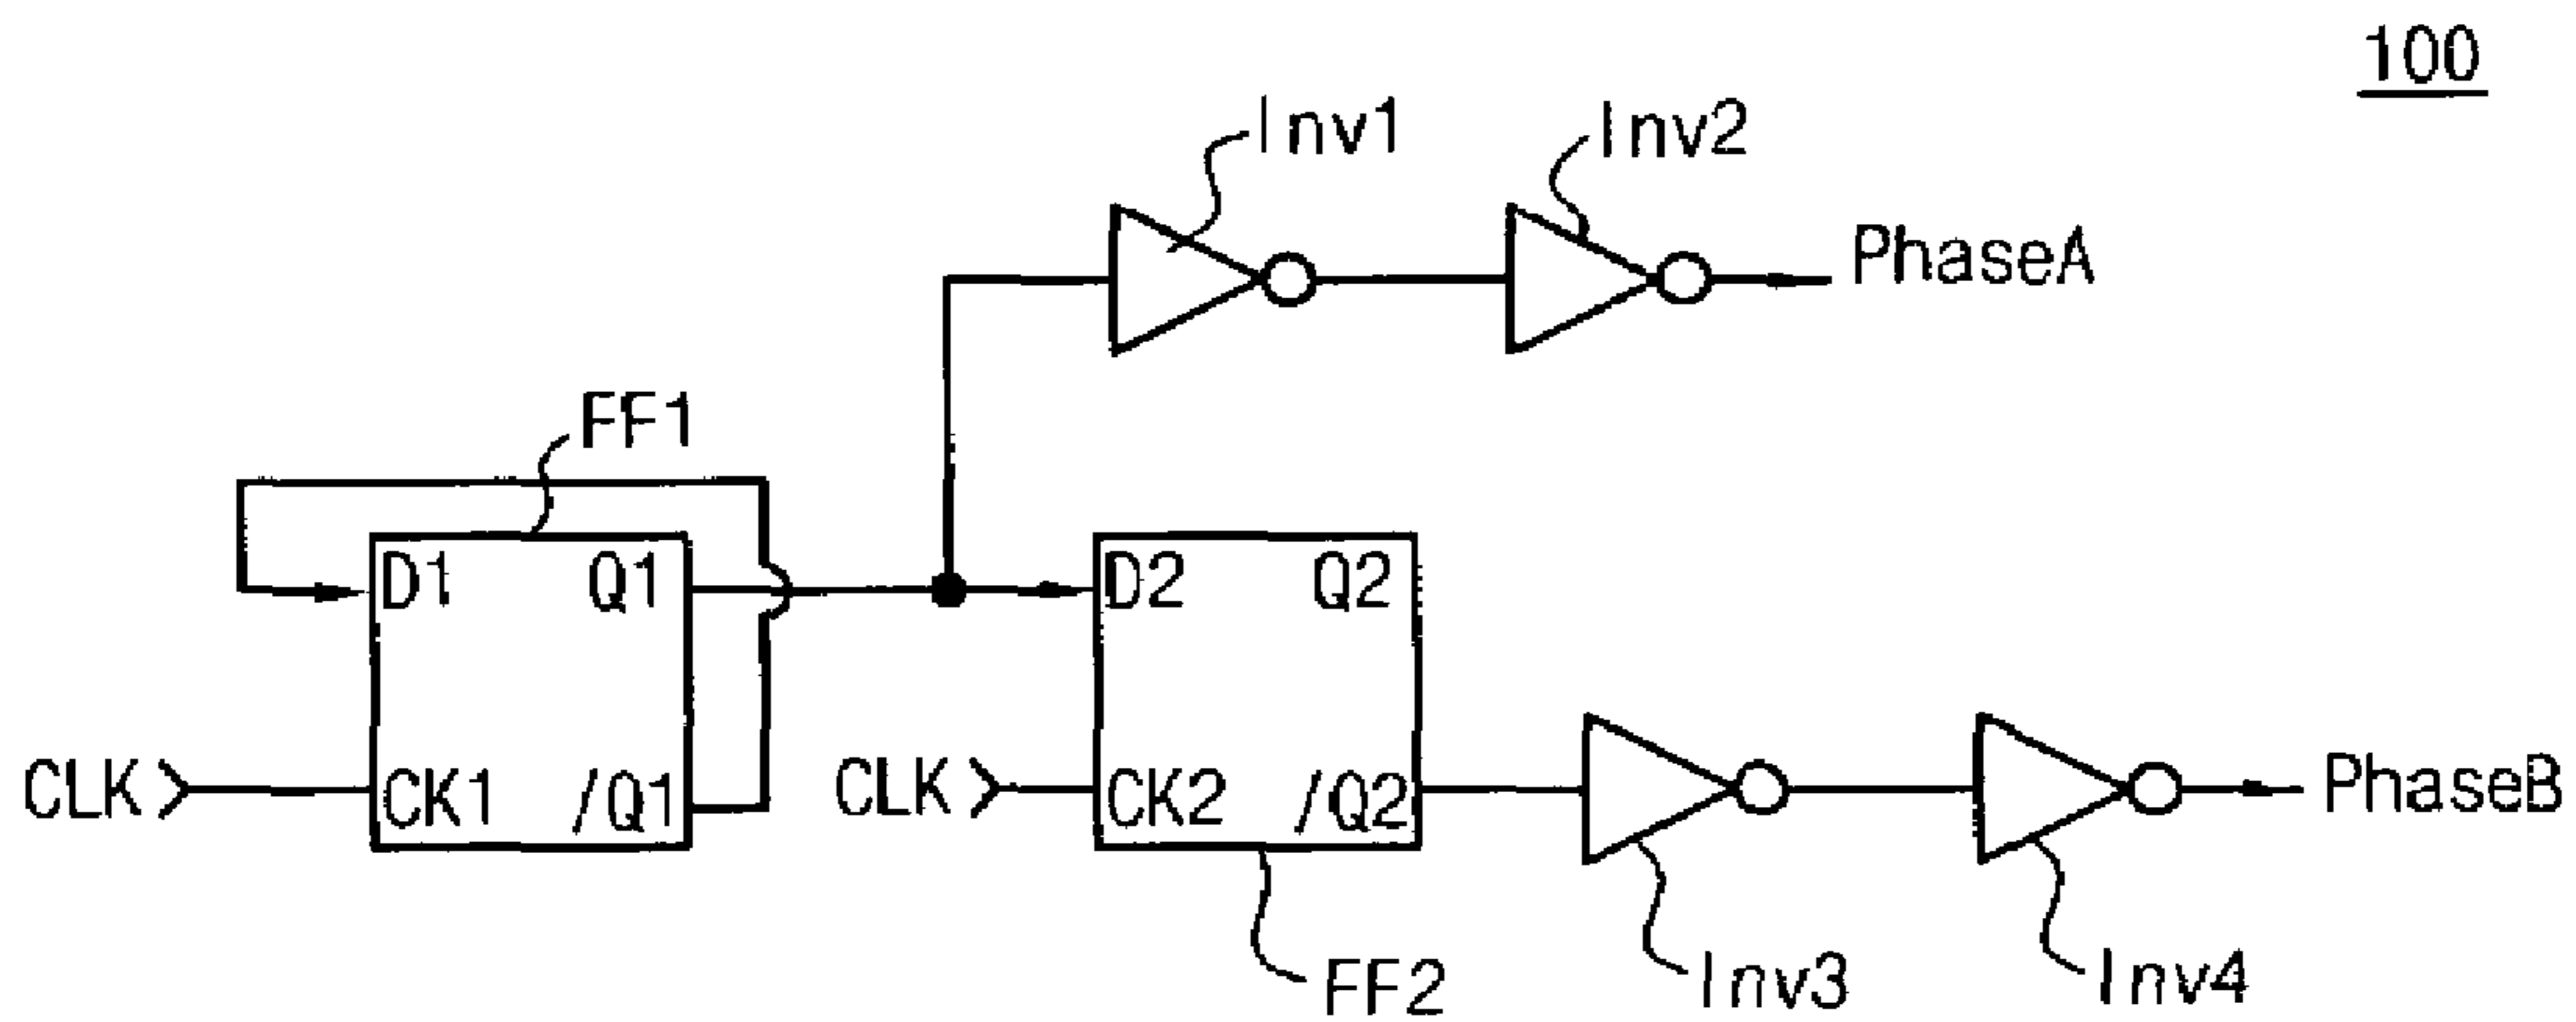 100
Inv1
Inv2
PhaseA
FF1
D1
Q1
D2
Q2
CLK
CK1
/Q1
CLK
CK2
/Q2
PhaseB
FF2
Inv3
Inv4